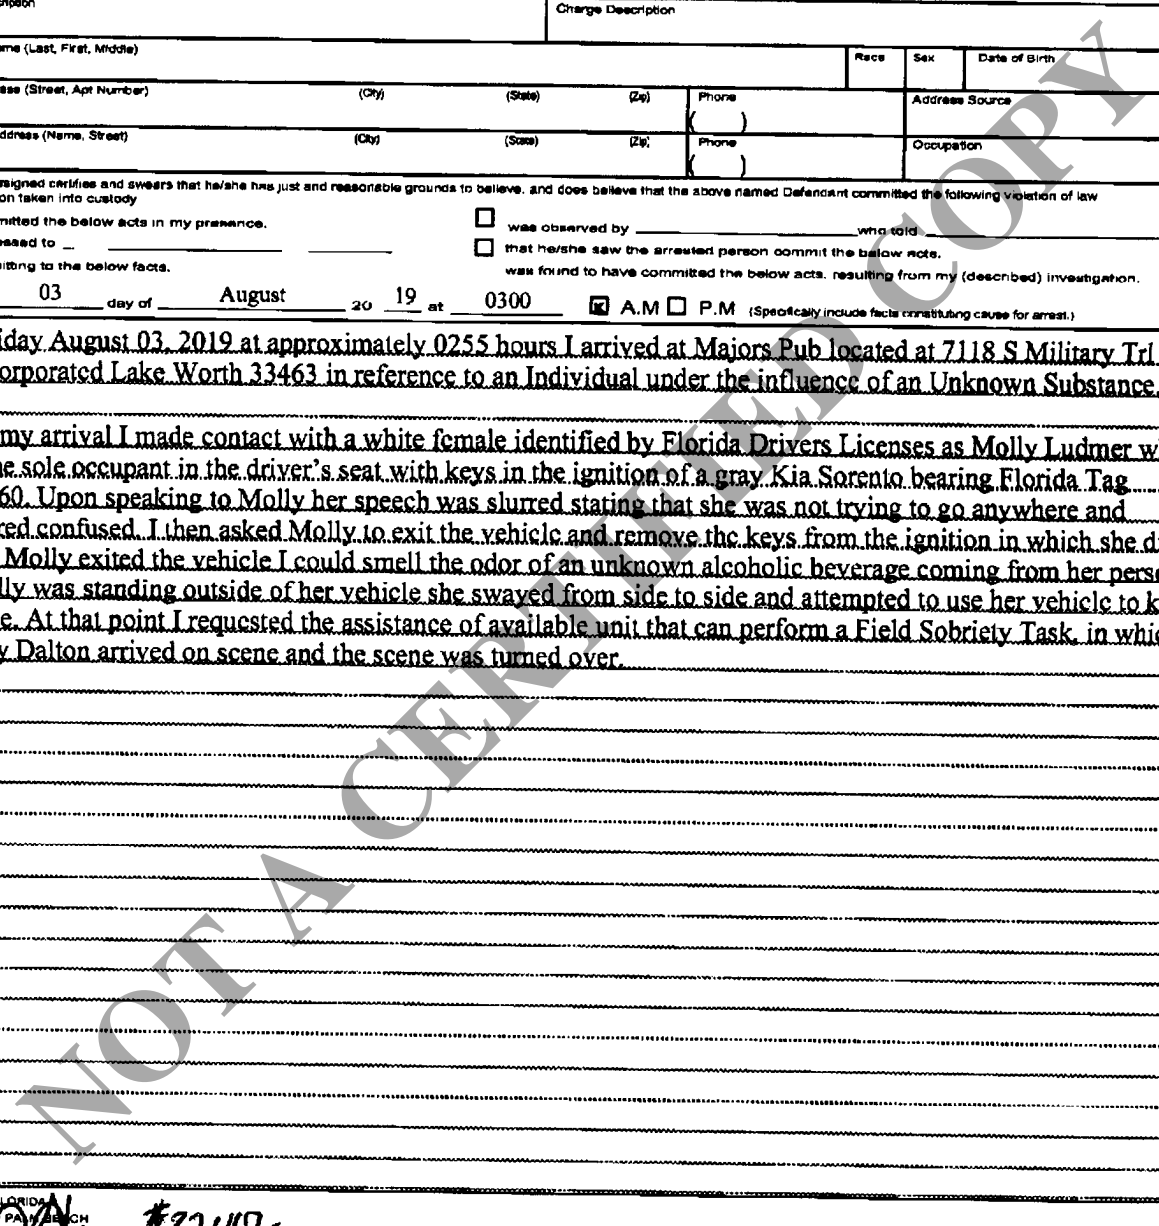 Charge Description
(Last, First, Middle)
Race
Sex
Date of Birth
(Street, Apt Number)
(City)
(State)
(Zip)
Phone
( )
Address Source
(Name, Street)
(City)
(State)
(Zip)
Phone
( )
Occupation
certifies and swears that he/she has just and reasonable grounds to believe, and does believe that the above named Defendant committed the following violation of law
taken into custody
the below acts in my presence.
was observed by who told
to
that he/she saw the arrested person commit the below acts.
to the below facts.
was found to have committed the below acts, resulting from my (described) investigation.
03 day of August 20 19 at 0300 A.M P.M (Specifically include facts constituting cause for arrest.)
iday August 03, 2019 at approximately 0255 hours I arrived at Majors Pub located at 7118 S Military Trl
orporated Lake Worth 33463 in reference to an Individual under the influence of an Unknown Substance.
my arrival I made contact with a white female identified by Florida Drivers Licenses as Molly Ludmer w
e sole occupant in the driver's seat with keys in the ignition of a gray Kia Sorento bearing Florida Tag
60. Upon speaking to Molly her speech was slurred stating that she was not trying to go anywhere and
red confused. I then asked Molly to exit the vehicle and remove the keys from the ignition in which she d
Molly exited the vehicle I could smell the odor of an unknown alcoholic beverage coming from her pers
lly was standing outside of her vehicle she swayed from side to side and attempted to use her vehicle to k
e. At that point I requested the assistance of available unit that can perform a Field Sobriety Task, in whic
y Dalton arrived on scene and the scene was turned over.
NOT A CERTIFIED COPY
LORIDA
PALM BEACH